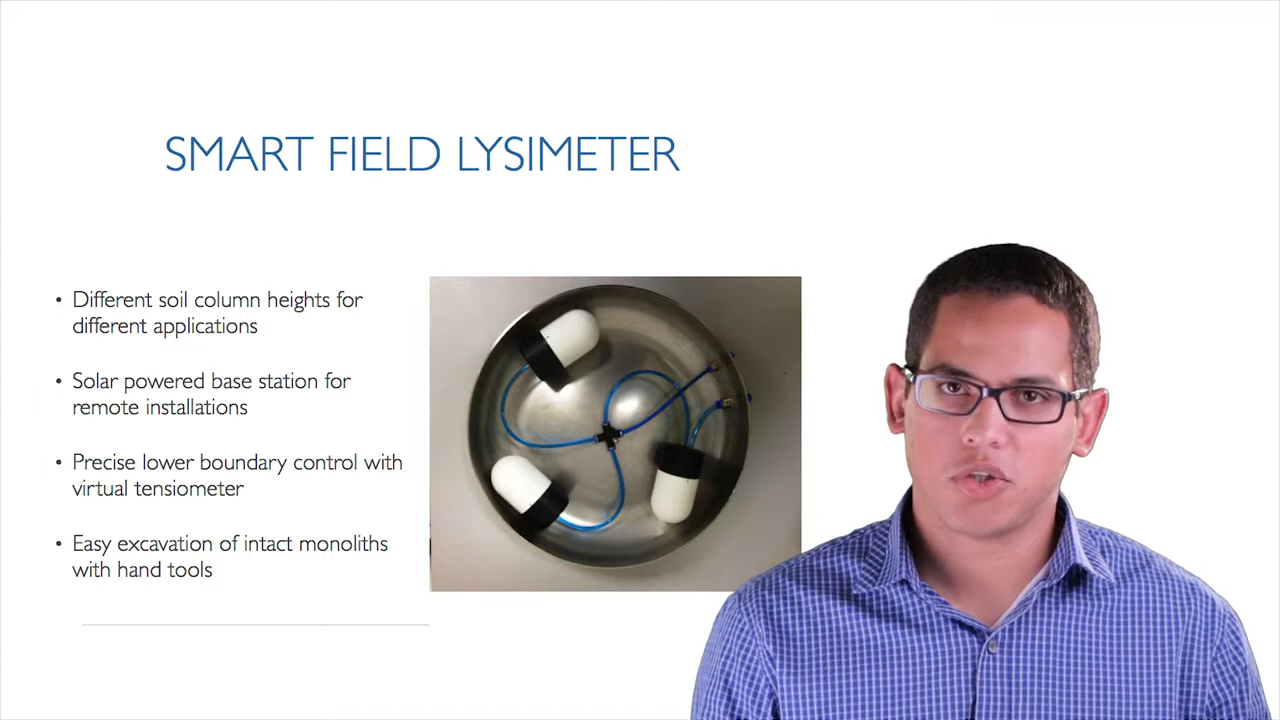 SMART FIELD LYSIMETER
• Different soil column heights for
different applications
• Solar powered base station for
remote installations
• Precise lower boundary control with
virtual tensiometer
• Easy excavation of intact monoliths
with hand tools